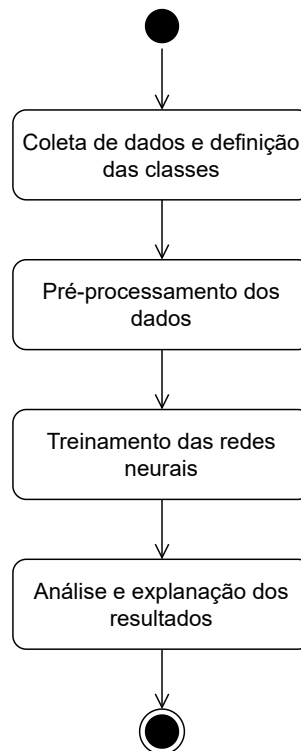 Coleta de dados e definição
das classes
Pré-processamento dos
dados
Treinamento das redes
neurais
Análise e explanação dos
resultados